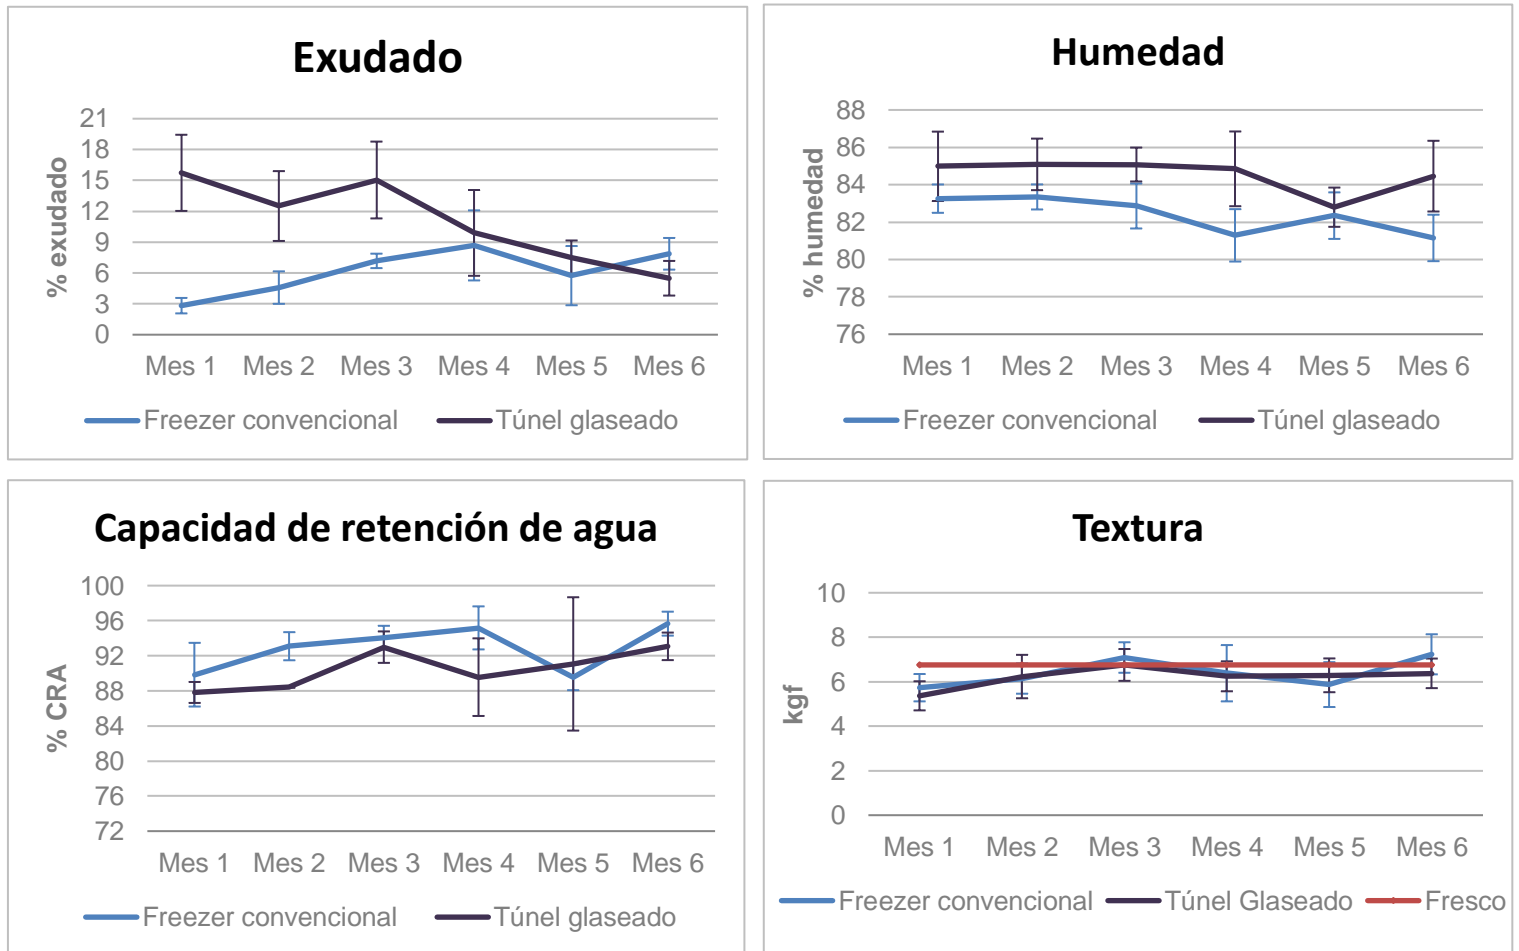 Exudado
% exudado
21
18
15
12
9
6
3
0
Mes 1 Mes 2 Mes 3 Mes 4 Mes 5 Mes 6
Freezer convencional Túnel glaseado
Humedad
% humedad
88
86
84
82
80
78
76
Mes 1 Mes 2 Mes 3 Mes 4 Mes 5 Mes 6
Freezer convencional Túnel glaseado
Capacidad de retención de agua
% CRA
100
96
92
88
84
80
76
72
Mes 1 Mes 2 Mes 3 Mes 4 Mes 5 Mes 6
Freezer convencional Túnel glaseado
Textura
kgf
10
8
6
4
2
0
Mes 1 Mes 2 Mes 3 Mes 4 Mes 5 Mes 6
Freezer convencional Túnel Glaseado Fresco